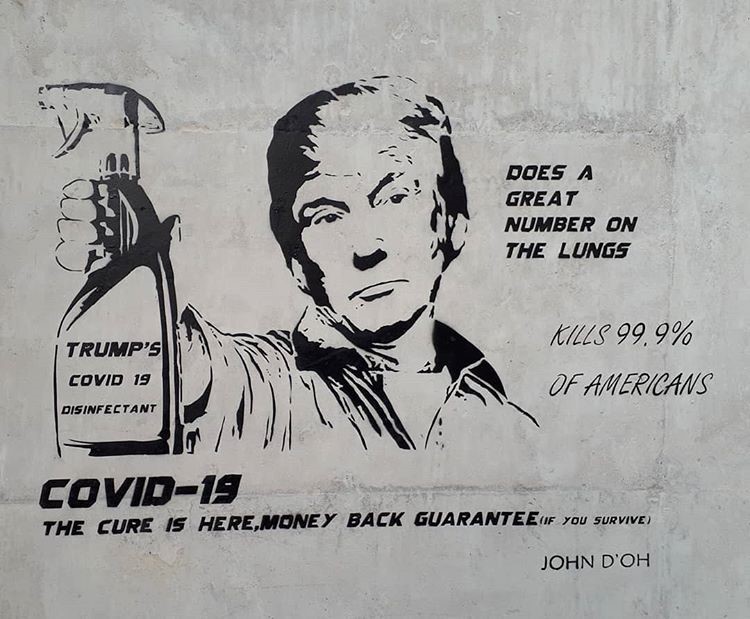 DOES A
GREAT
NUMBER ON
THE LUNGS
KILLS 99.9%
OF AMERICANS
TRUMP'S
COVID 19
DISINFECTANT
COVID-19
THE CURE IS HERE,MONEY BACK GUARANTEE(IF YOU SURVIVE)
JOHN D'OH